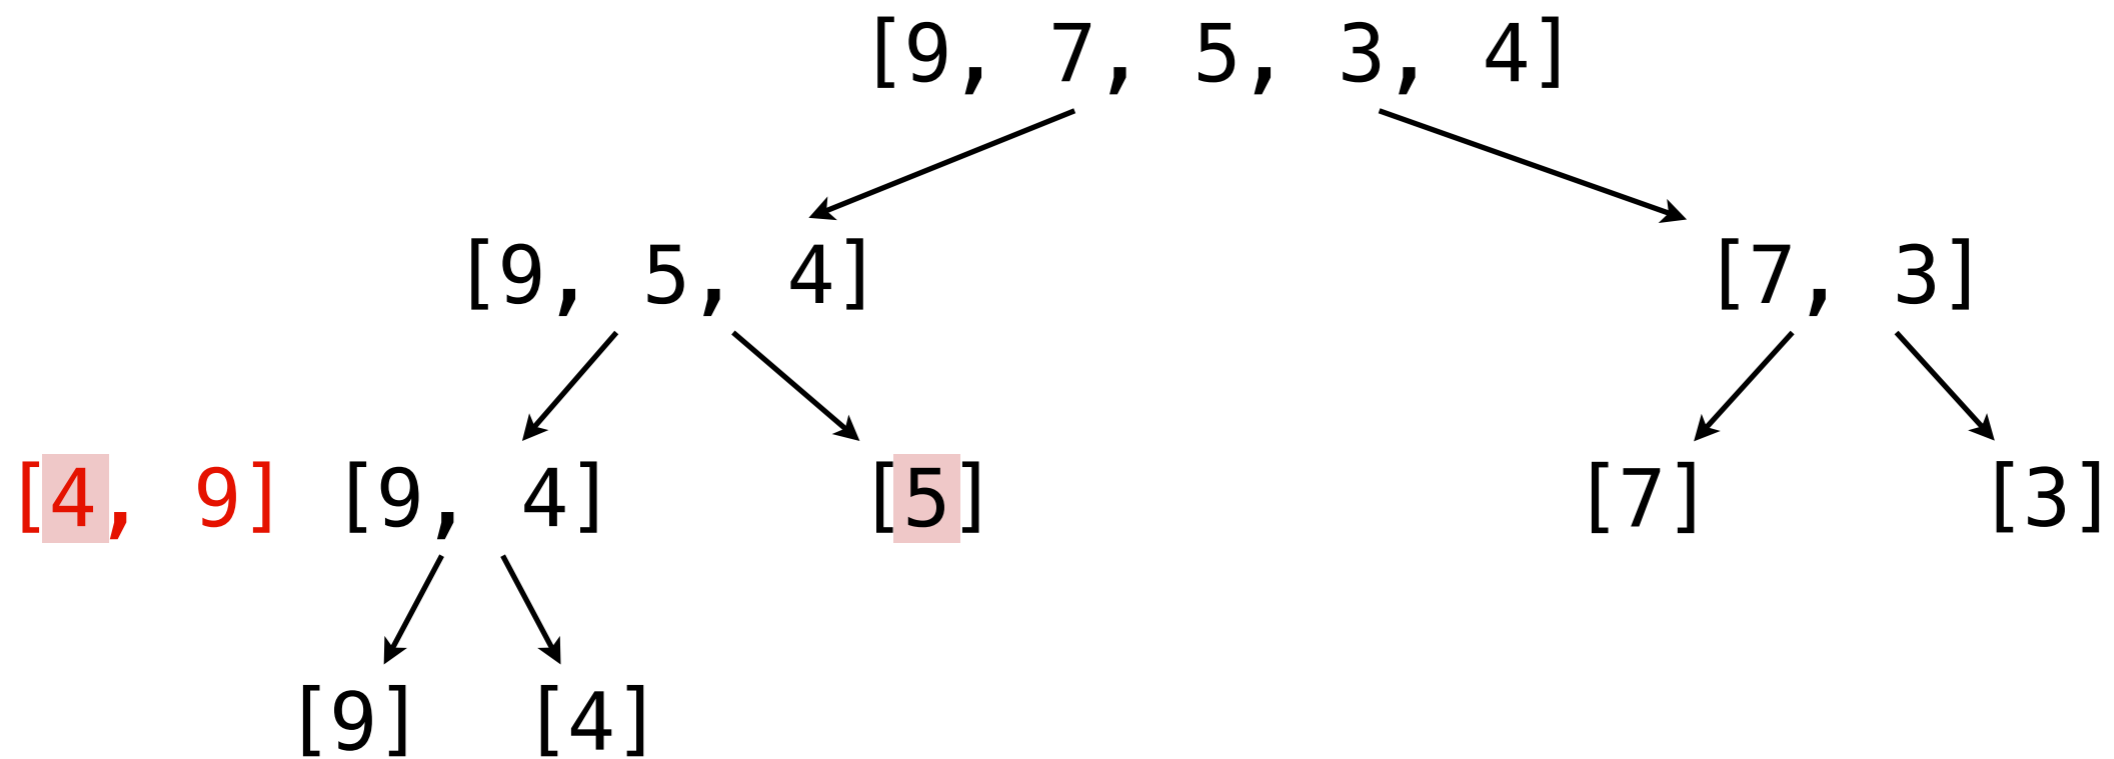 [9, 7, 5, 3, 4]
[9, 5, 4] [7, 3]
[4, 9] [9, 4] [5] [7] [3]
[9] [4]